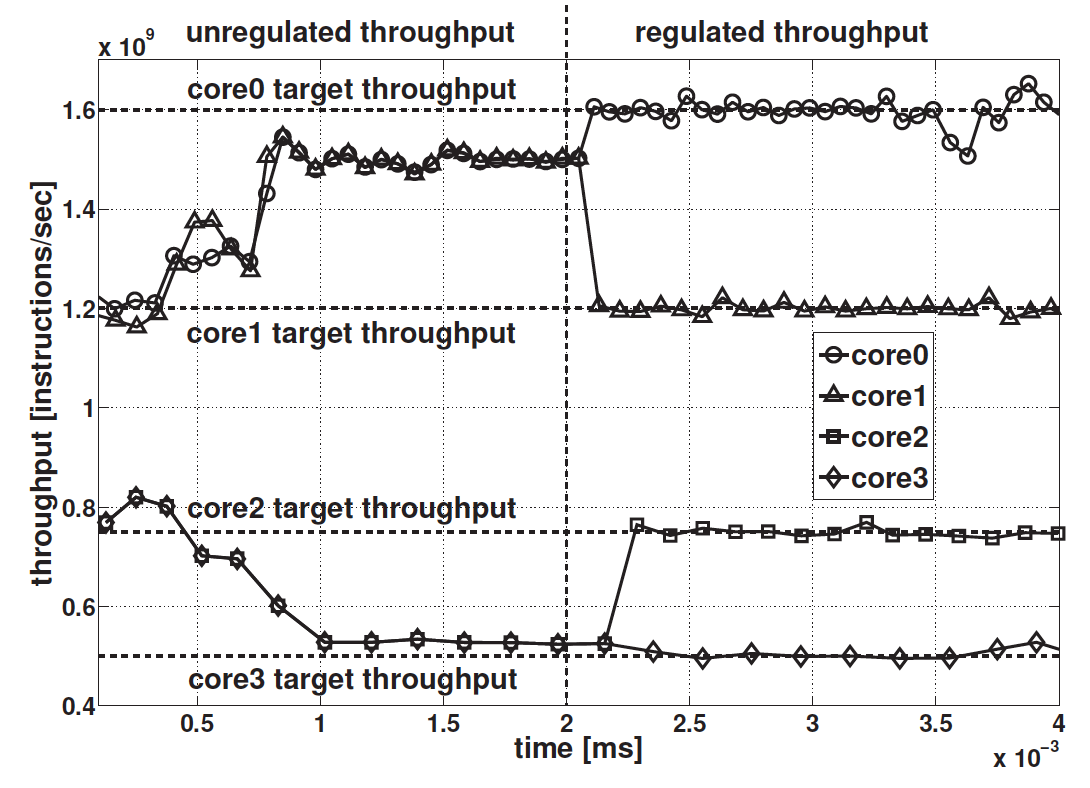 x 10^9
unregulated throughput
regulated throughput
core0 target throughput
1.6
1.4
1.2
core1 target throughput
core0
core1
core2
core3
1
core2 target throughput
0.8
0.6
core3 target throughput
0.4
throughput [instructions/sec]
0.5
1
1.5
2
2.5
3
3.5
4
time [ms]
x 10^−3